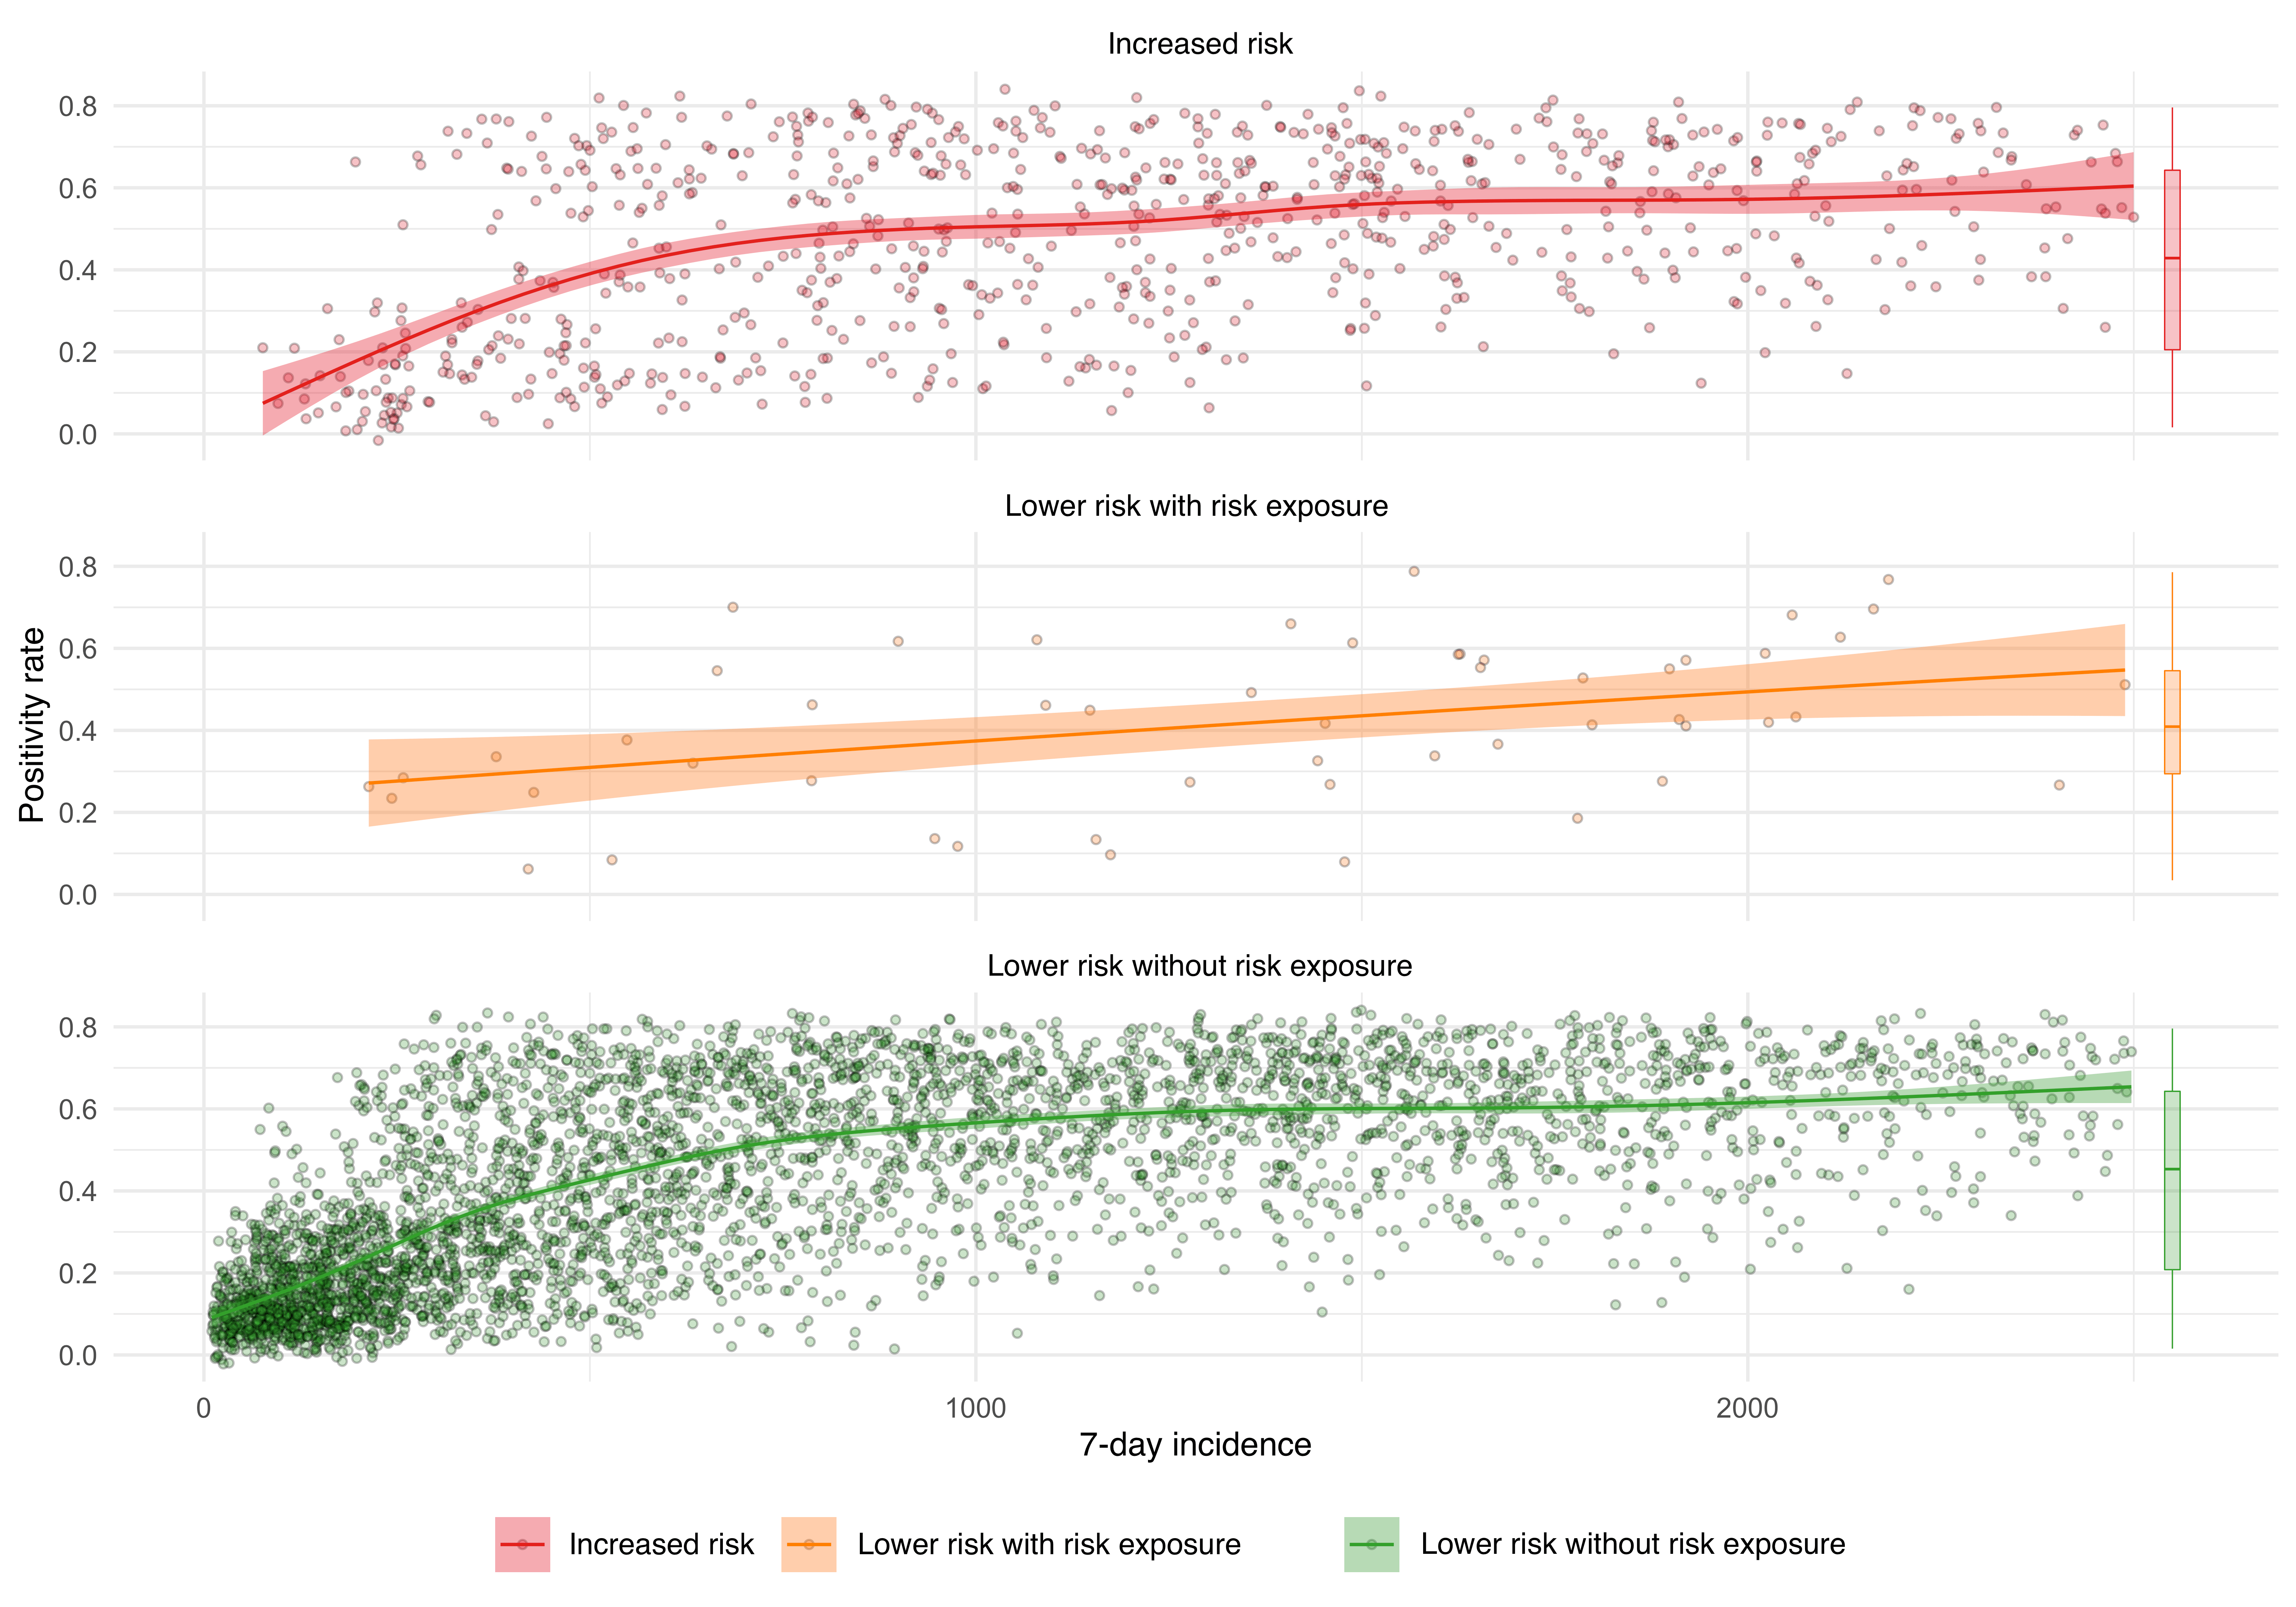 Increased risk
0.8
0.6
0.4
0.2
0.0
Lower risk with risk exposure
0.8
0.6
0.4
0.2
0.0
Positivity rate
Lower risk without risk exposure
0.8
0.6
0.4
0.2
0.0
0 1000 2000
7-day incidence
Increased risk Lower risk with risk exposure Lower risk without risk exposure